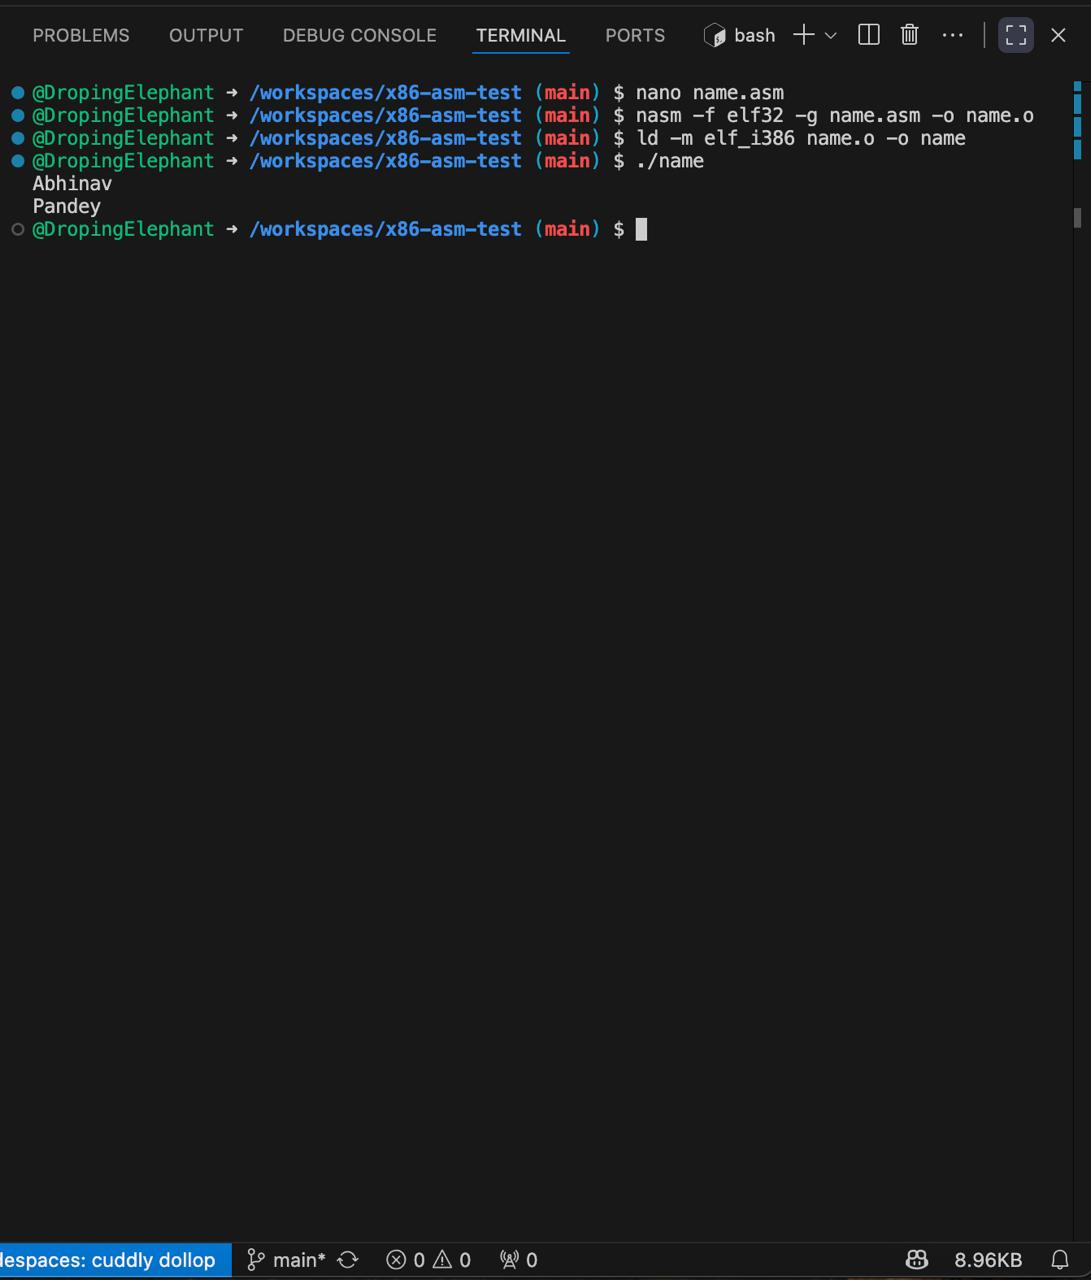 PROBLEMS OUTPUT DEBUG CONSOLE TERMINAL PORTS bash
@DropingElephant → /workspaces/x86-asm-test (main) $ nano name.asm
@DropingElephant → /workspaces/x86-asm-test (main) $ nasm -f elf32 -g name.asm -o name.o
@DropingElephant → /workspaces/x86-asm-test (main) $ ld -m elf_i386 name.o -o name
@DropingElephant → /workspaces/x86-asm-test (main) $ ./name
Abhinav
Pandey
@DropingElephant → /workspaces/x86-asm-test (main) $
despaces: cuddly dollop main* 0 0 0 8.96KB